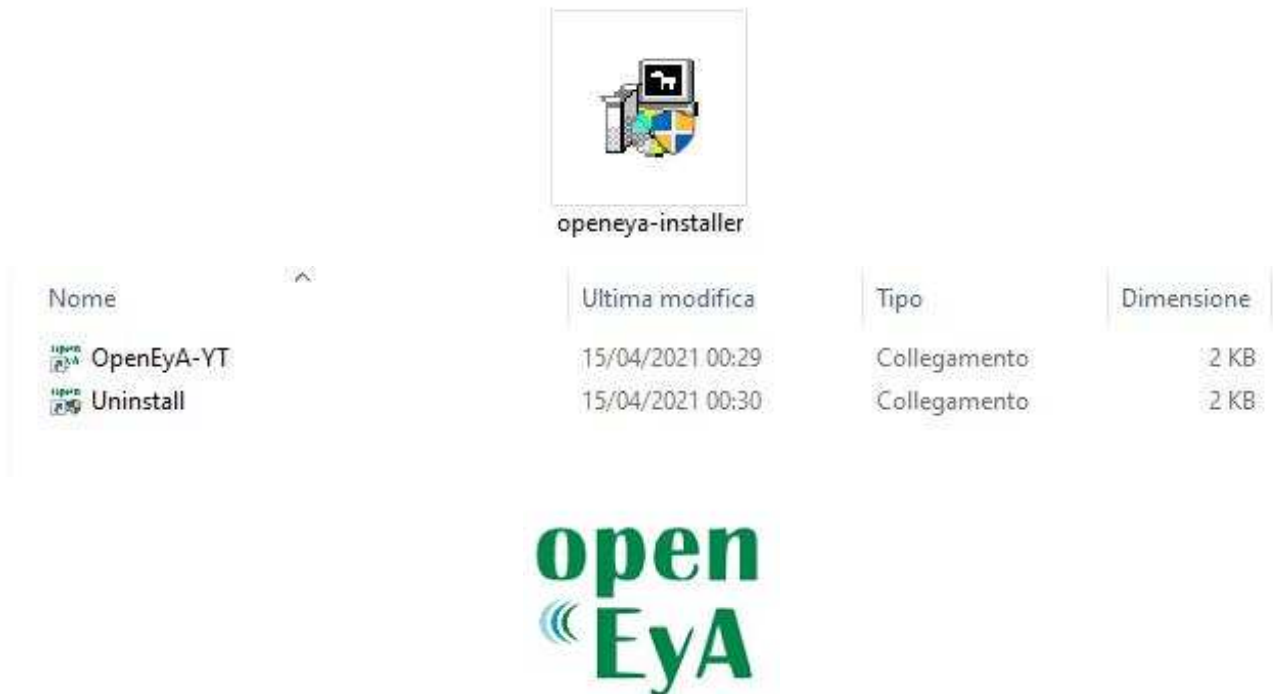 openeya-installer
Nome Ultima modifica Tipo Dimensione
OpenEyA-YT 15/04/2021 00:29 Collegamento 2 KB
Uninstall 15/04/2021 00:30 Collegamento 2 KB
open
EyA